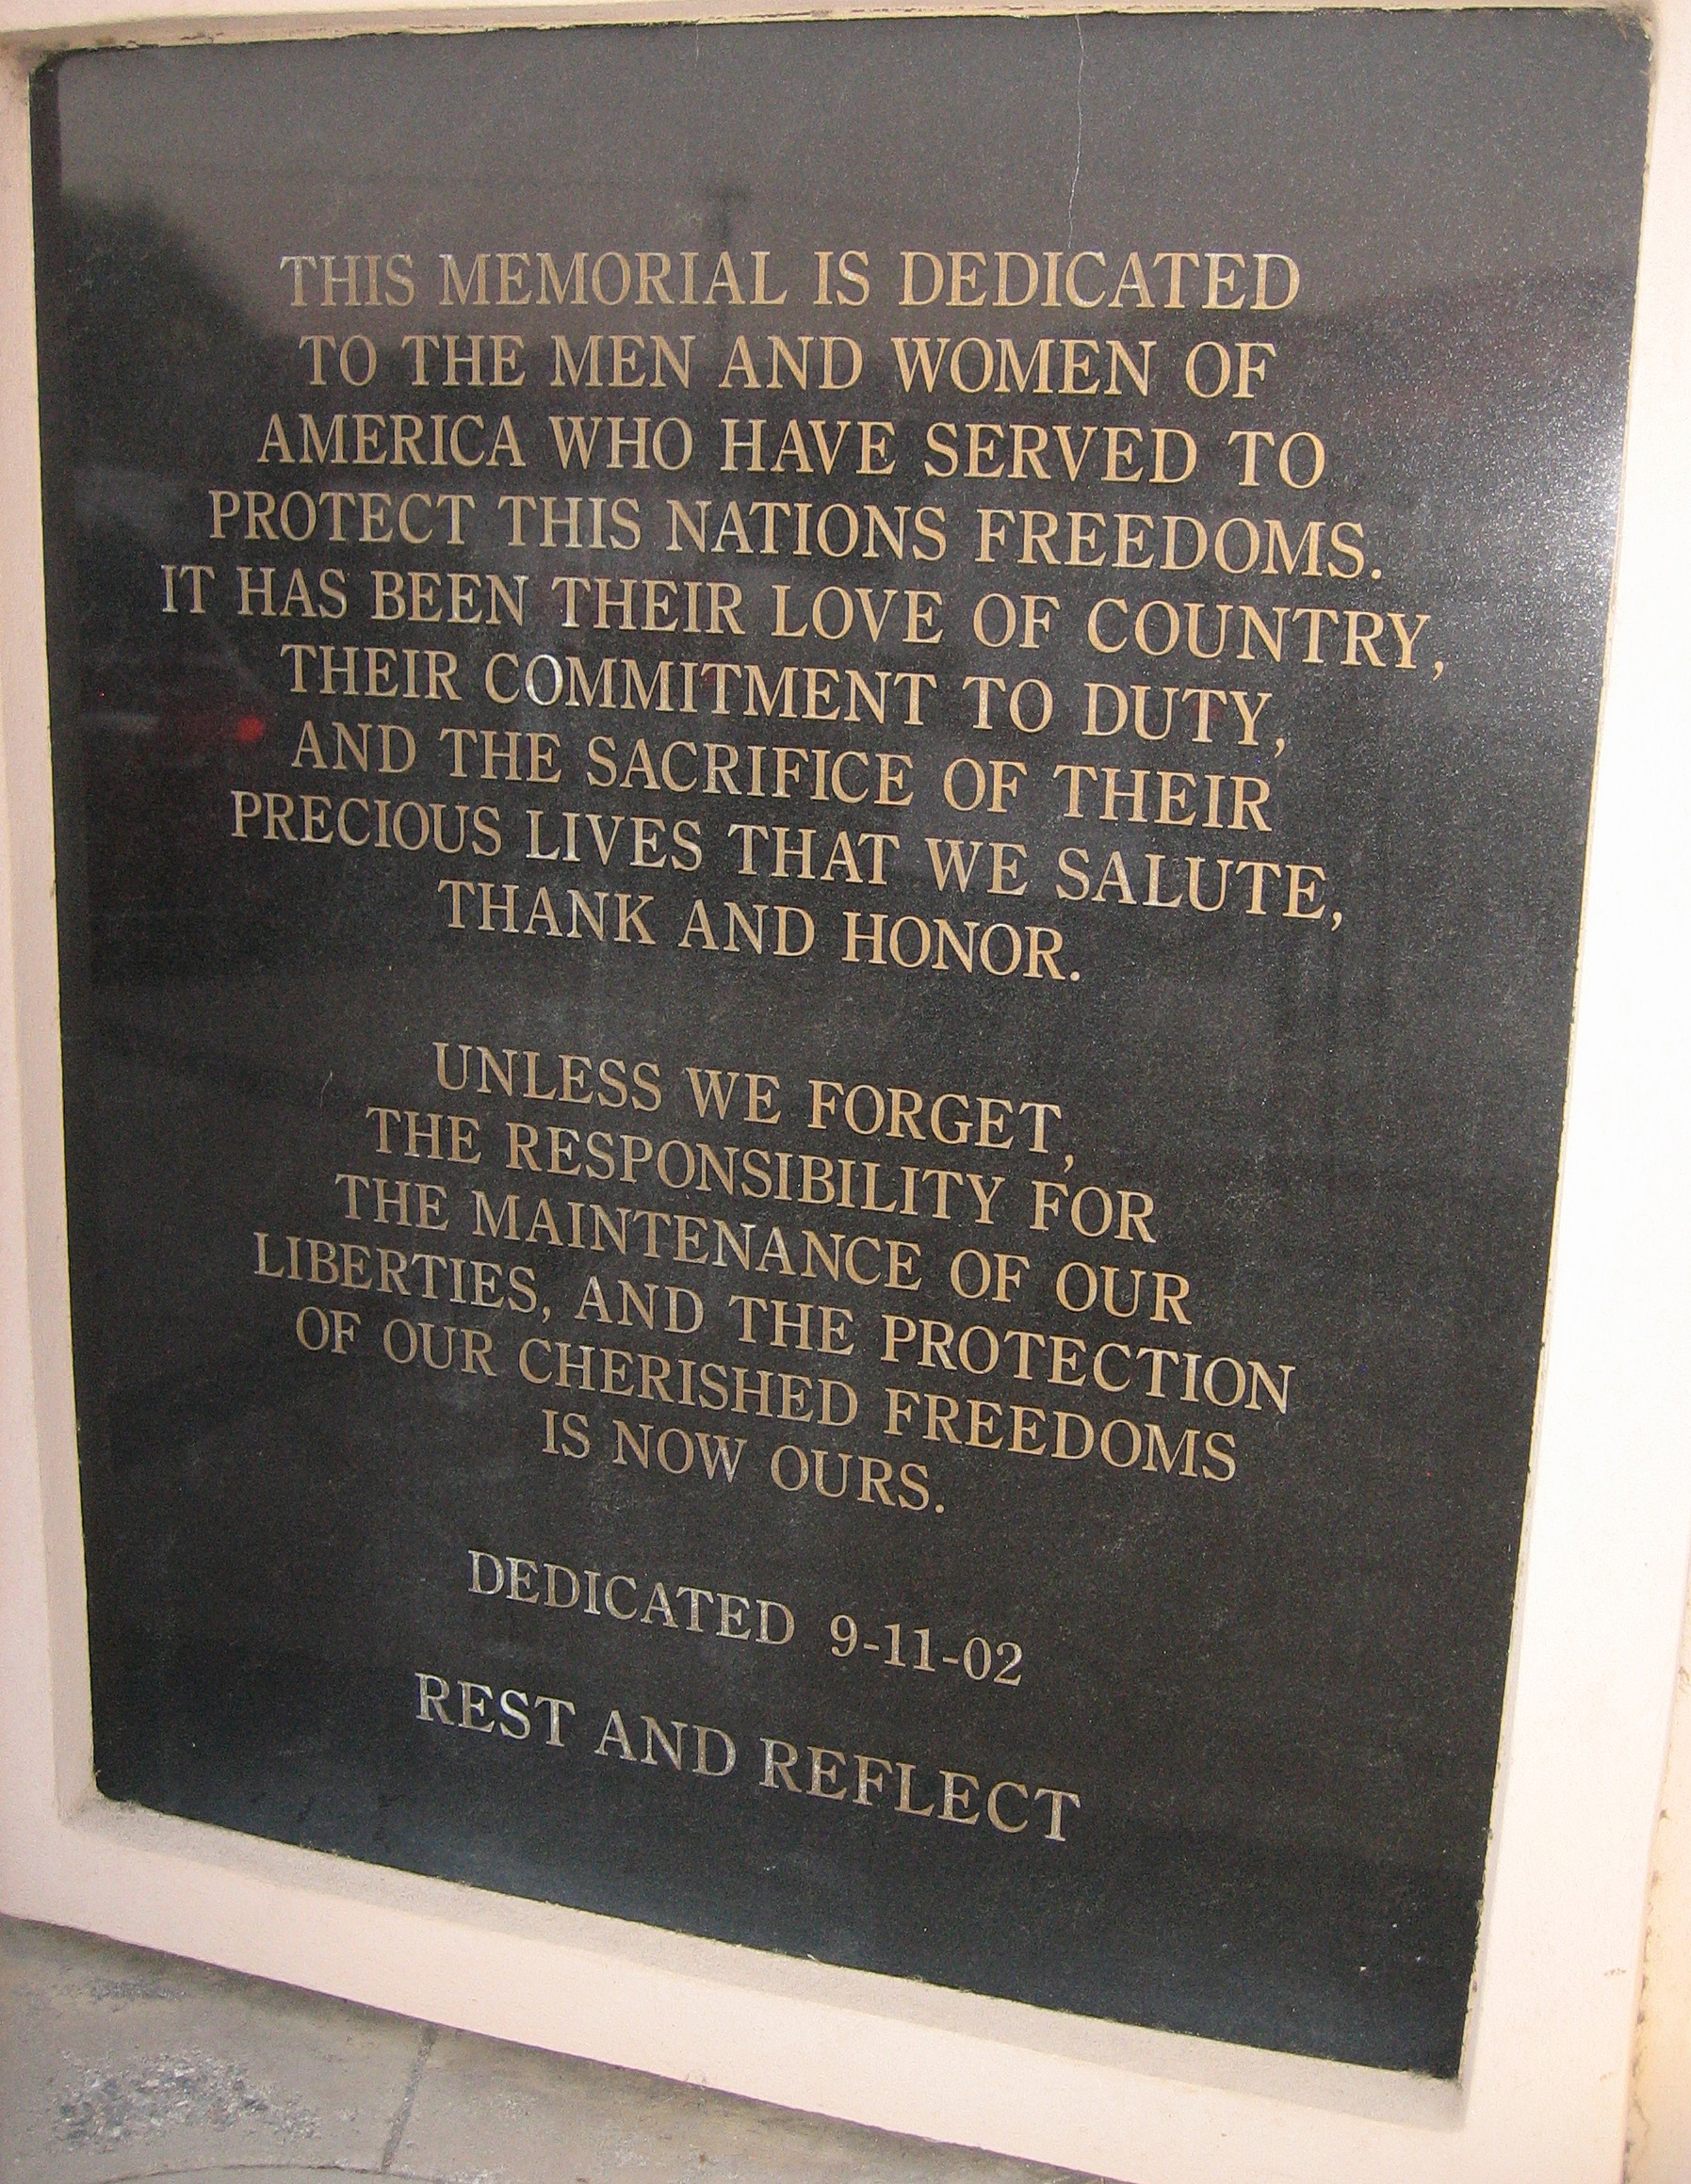 THIS MEMORIAL IS DEDICATED
TO THE MEN AND WOMEN OF
AMERICA WHO HAVE SERVED TO
PROTECT THIS NATIONS FREEDOMS.
IT HAS BEEN THEIR LOVE OF COUNTRY,
THEIR COMMITMENT TO DUTY,
AND THE SACRIFICE OF THEIR
PRECIOUS LIVES THAT WE SALUTE,
THANK AND HONOR.
UNLESS WE FORGET,
THE RESPONSIBILITY FOR
THE MAINTENANCE OF OUR
LIBERTIES, AND THE PROTECTION
OF OUR CHERISHED FREEDOMS
IS NOW OURS.
DEDICATED 9-11-02
REST AND REFLECT